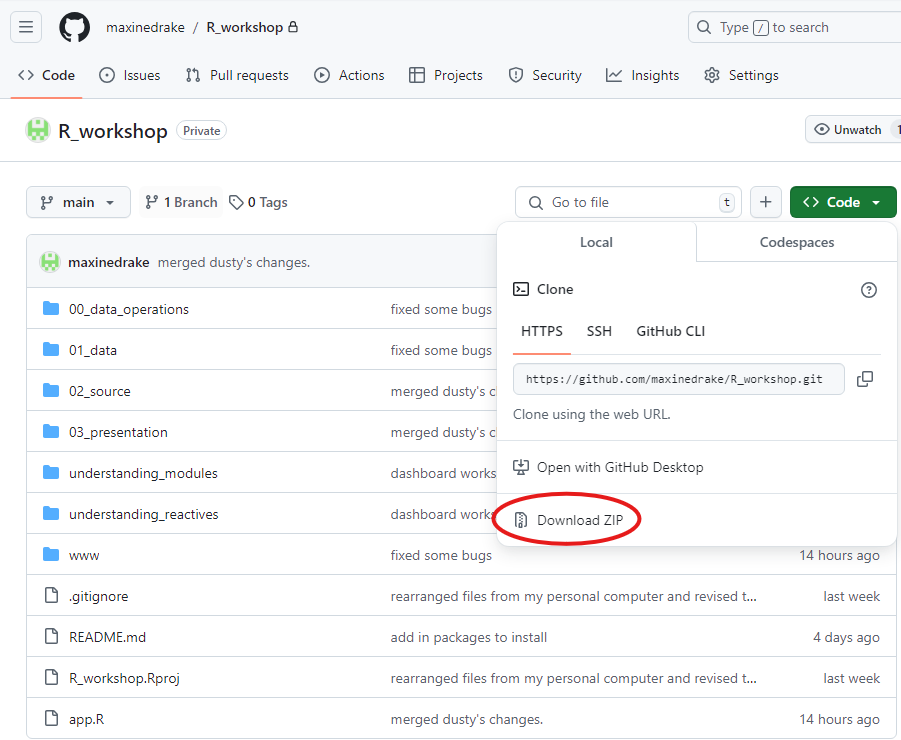 maxinedrake / R_workshop
Type / to search
Code Issues Pull requests Actions Projects Security Insights Settings
R_workshop Private
Unwatch 1
main 1 Branch 0 Tags
Go to file t
Code
Local Codespaces
Clone
HTTPS SSH GitHub CLI
https://github.com/maxinedrake/R_workshop.git
Clone using the web URL.
Open with GitHub Desktop
Download ZIP
maxinedrake merged dusty's changes.
00_data_operations fixed some bugs
01_data fixed some bugs
02_source merged dusty's c
03_presentation merged dusty's c
understanding_modules dashboard works
understanding_reactives dashboard works
www fixed some bugs 14 hours ago
.gitignore rearranged files from my personal computer and revised t... last week
README.md add in packages to install 4 days ago
R_workshop.Rproj rearranged files from my personal computer and revised t... last week
app.R merged dusty's changes. 14 hours ago